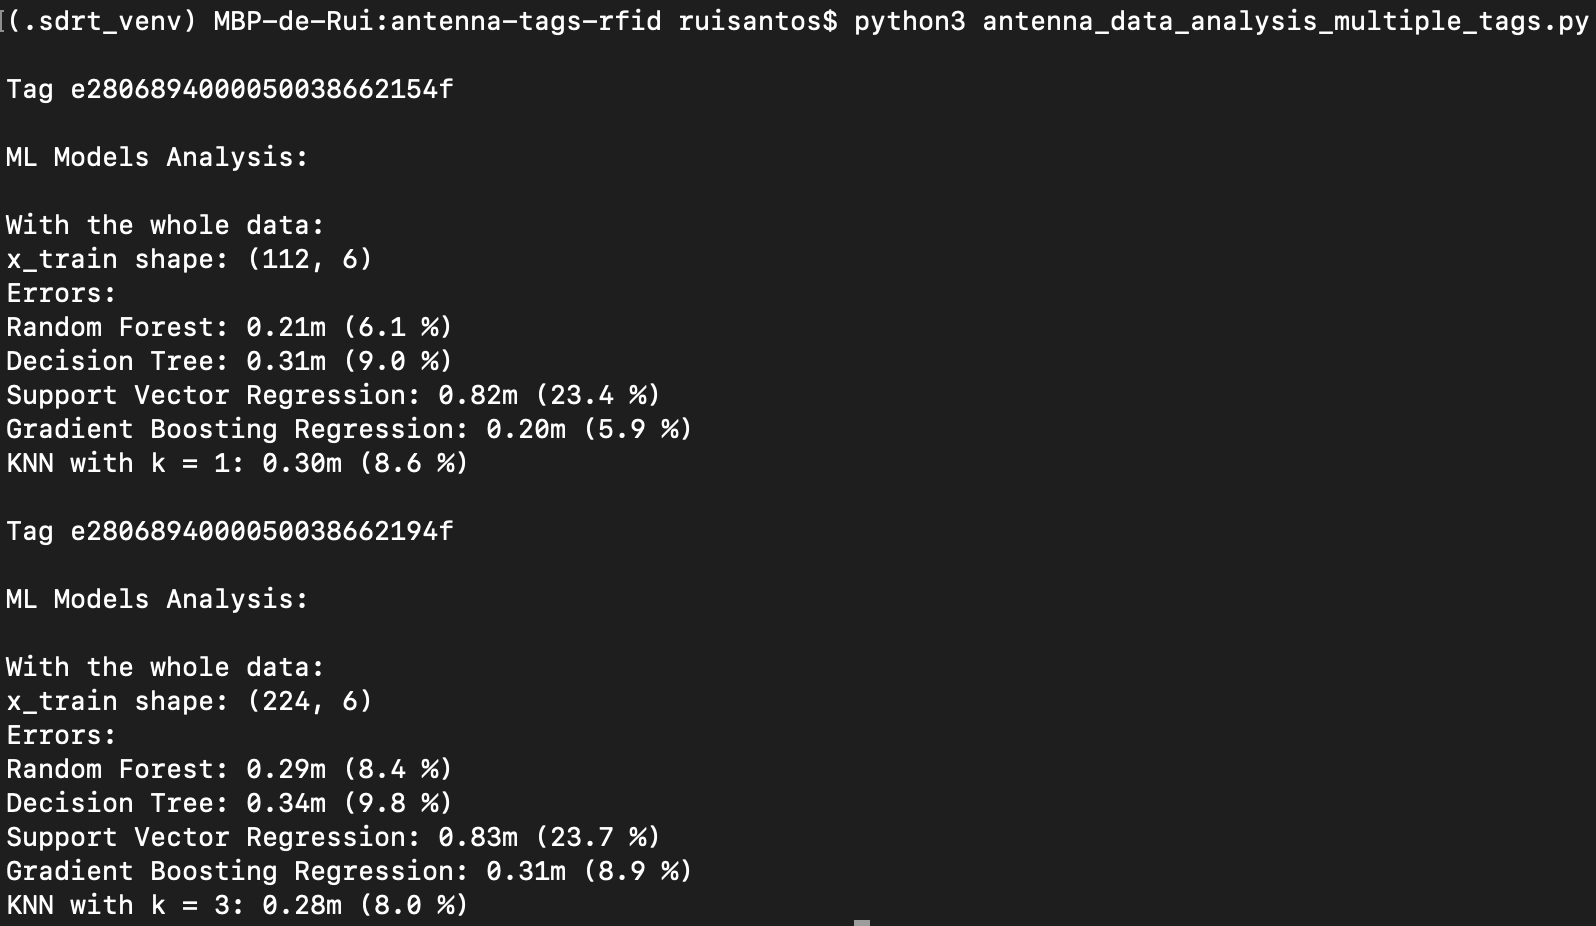 (.sdrt_venv) MBP-de-Rui:antenna-tags-rfid ruisantos$ python3 antenna_data_analysis_multiple_tags.py
Tag e2806894000050038662154f
ML Models Analysis:
With the whole data:
x_train shape: (112, 6)
Errors:
Random Forest: 0.21m (6.1 %)
Decision Tree: 0.31m (9.0 %)
Support Vector Regression: 0.82m (23.4 %)
Gradient Boosting Regression: 0.20m (5.9 %)
KNN with k = 1: 0.30m (8.6 %)
Tag e2806894000050038662194f
ML Models Analysis:
With the whole data:
x_train shape: (224, 6)
Errors:
Random Forest: 0.29m (8.4 %)
Decision Tree: 0.34m (9.8 %)
Support Vector Regression: 0.83m (23.7 %)
Gradient Boosting Regression: 0.31m (8.9 %)
KNN with k = 3: 0.28m (8.0 %)